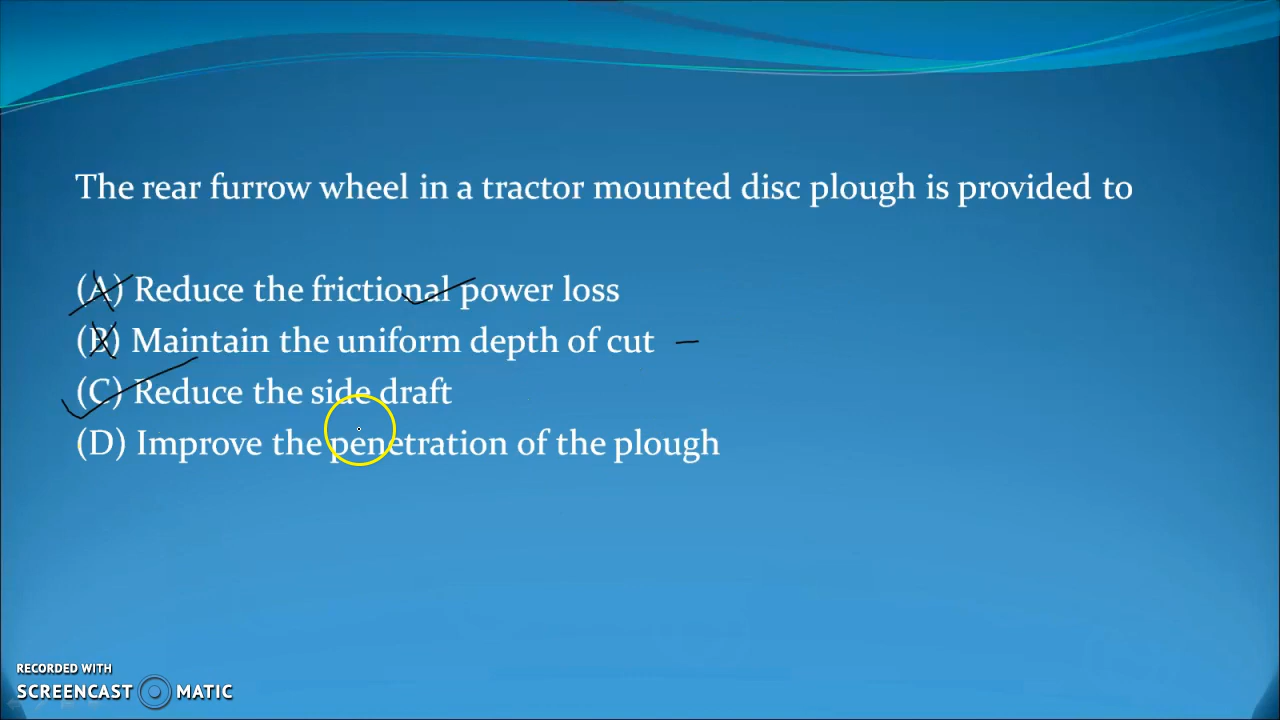 The rear furrow wheel in a tractor mounted disc plough is provided to
(A) Reduce the frictional power loss
(B) Maintain the uniform depth of cut
(C) Reduce the side draft
(D) Improve the penetration of the plough
RECORDED WITH
SCREENCAST MATIC